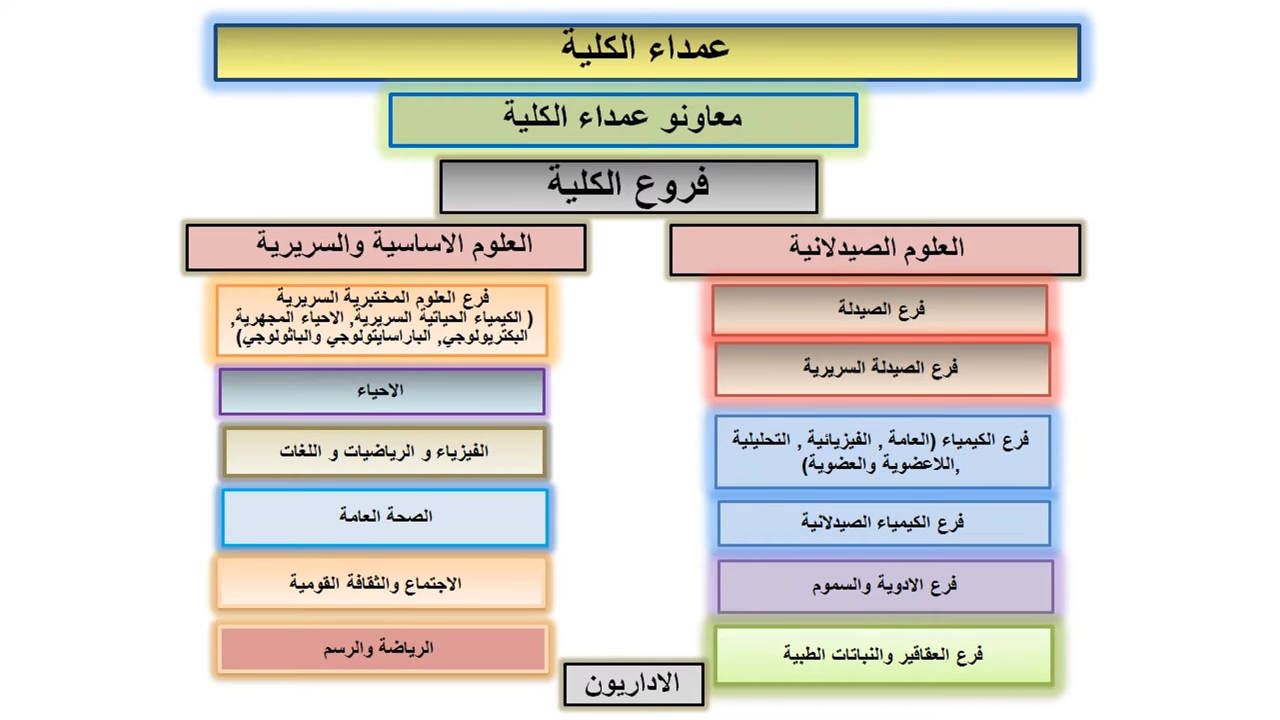 عمداء الكلية
معاونو عمداء الكلية
فروع الكلية
العلوم الصيدلانية
فرع الصيدلة
فرع الصيدلة السريرية
فرع الكيمياء (العامة , الفيزيائية , التحليلية
,اللاعضوية والعضوية)
فرع الكيمياء الصيدلانية
فرع الادوية والسموم
فرع العقاقير والنباتات الطبية
العلوم الاساسية والسريرية
فرع العلوم المختبرية السريرية
( الكيمياء الحياتية السريرية, الاحياء المجهرية,
البكتريولوجي, الباراسايتولوجي والباثولوجي)
الاحياء
الفيزياء و الرياضيات و اللغات
الصحة العامة
الاجتماع والثقافة القومية
الرياضة والرسم
الاداريون